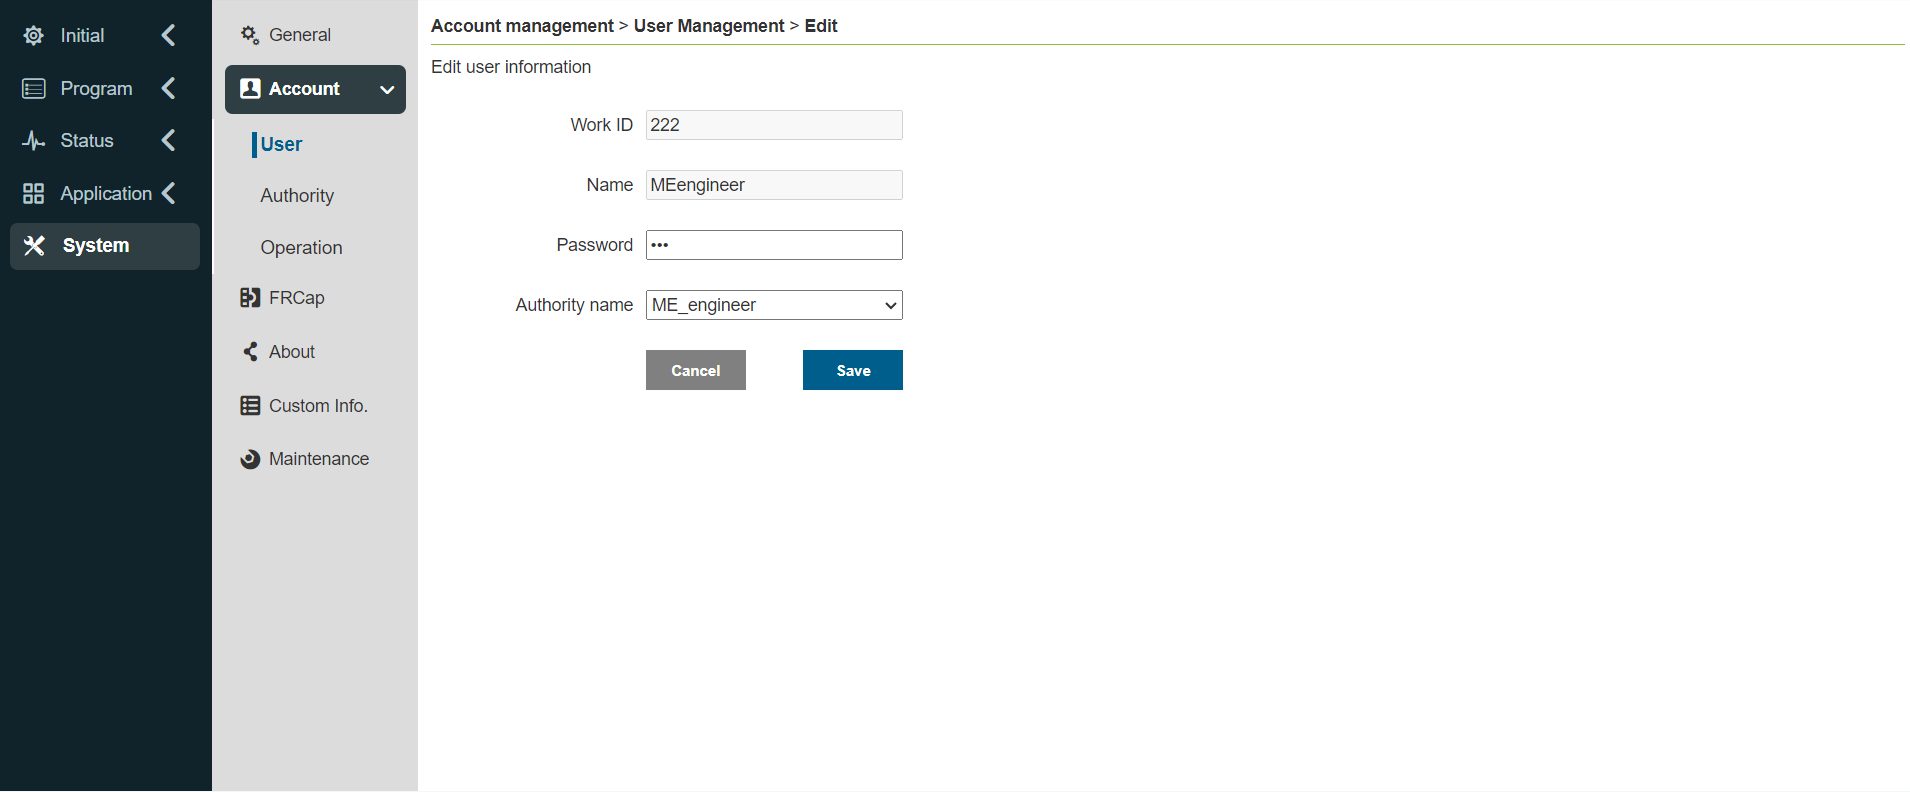 Initial
Program
Status
Application
System
General
Account
User
Authority
Operation
FRCap
About
Custom Info.
Maintenance
Account management > User Management > Edit
Edit user information
Work ID 222
Name MEengineer
Password •••
Authority name ME_engineer
Cancel Save